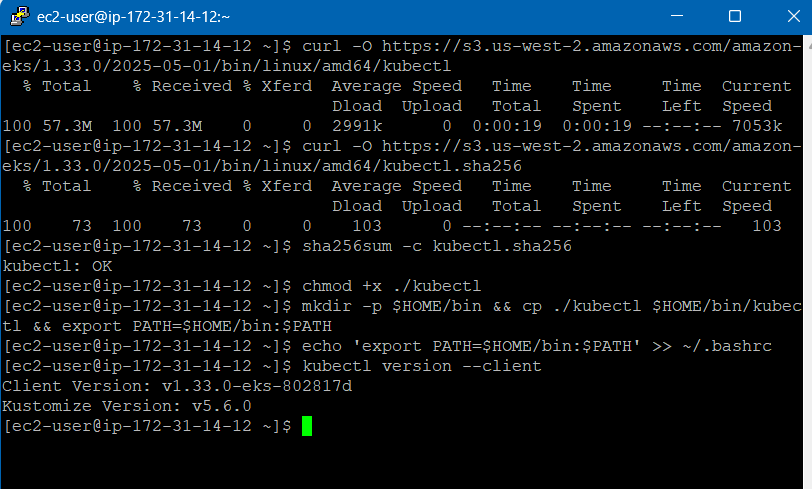 ec2-user@ip-172-31-14-12:~
[ec2-user@ip-172-31-14-12 ~]$ curl -O https://s3.us-west-2.amazonaws.com/amazon-
eks/1.33.0/2025-05-01/bin/linux/amd64/kubectl
  % Total    % Received % Xferd  Average Speed   Time    Time     Time  Current
                                 Dload  Upload   Total   Spent    Left  Speed
100 57.3M  100 57.3M    0     0  2991k      0  0:00:19  0:00:19 --:--:-- 7053k
[ec2-user@ip-172-31-14-12 ~]$ curl -O https://s3.us-west-2.amazonaws.com/amazon-
eks/1.33.0/2025-05-01/bin/linux/amd64/kubectl.sha256
  % Total    % Received % Xferd  Average Speed   Time    Time     Time  Current
                                 Dload  Upload   Total   Spent    Left  Speed
100    73  100    73    0     0    103      0 --:--:-- --:--:-- --:--:--   103
[ec2-user@ip-172-31-14-12 ~]$ sha256sum -c kubectl.sha256
kubectl: OK
[ec2-user@ip-172-31-14-12 ~]$ chmod +x ./kubectl
[ec2-user@ip-172-31-14-12 ~]$ mkdir -p $HOME/bin && cp ./kubectl $HOME/bin/kubec
tl && export PATH=$HOME/bin:$PATH
[ec2-user@ip-172-31-14-12 ~]$ echo 'export PATH=$HOME/bin:$PATH' >> ~/.bashrc
[ec2-user@ip-172-31-14-12 ~]$ kubectl version --client
Client Version: v1.33.0-eks-802817d
Kustomize Version: v5.6.0
[ec2-user@ip-172-31-14-12 ~]$